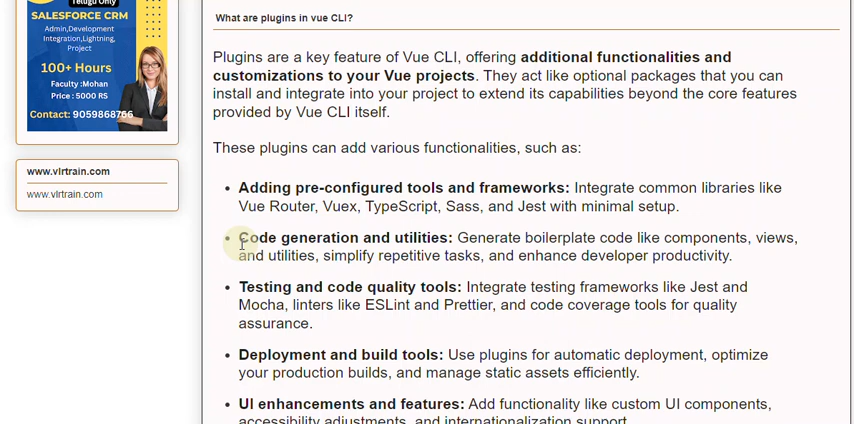 Telugu Only
SALESFORCE CRM
Admin,Development
Integration,Lightning,
Project
100+ Hours
Faculty :Mohan
Price : 5000 RS
Contact: 9059868766
www.vlrtrain.com
www.vlrtrain.com
What are plugins in vue CLI?
Plugins are a key feature of Vue CLI, offering additional functionalities and
customizations to your Vue projects. They act like optional packages that you can
install and integrate into your project to extend its capabilities beyond the core features
provided by Vue CLI itself.
These plugins can add various functionalities, such as:
• Adding pre-configured tools and frameworks: Integrate common libraries like
Vue Router, Vuex, TypeScript, Sass, and Jest with minimal setup.
• Code generation and utilities: Generate boilerplate code like components, views,
and utilities, simplify repetitive tasks, and enhance developer productivity.
• Testing and code quality tools: Integrate testing frameworks like Jest and
Mocha, linters like ESLint and Prettier, and code coverage tools for quality
assurance.
• Deployment and build tools: Use plugins for automatic deployment, optimize
your production builds, and manage static assets efficiently.
• UI enhancements and features: Add functionality like custom UI components,
accessibility adjustments, and internationalization support.